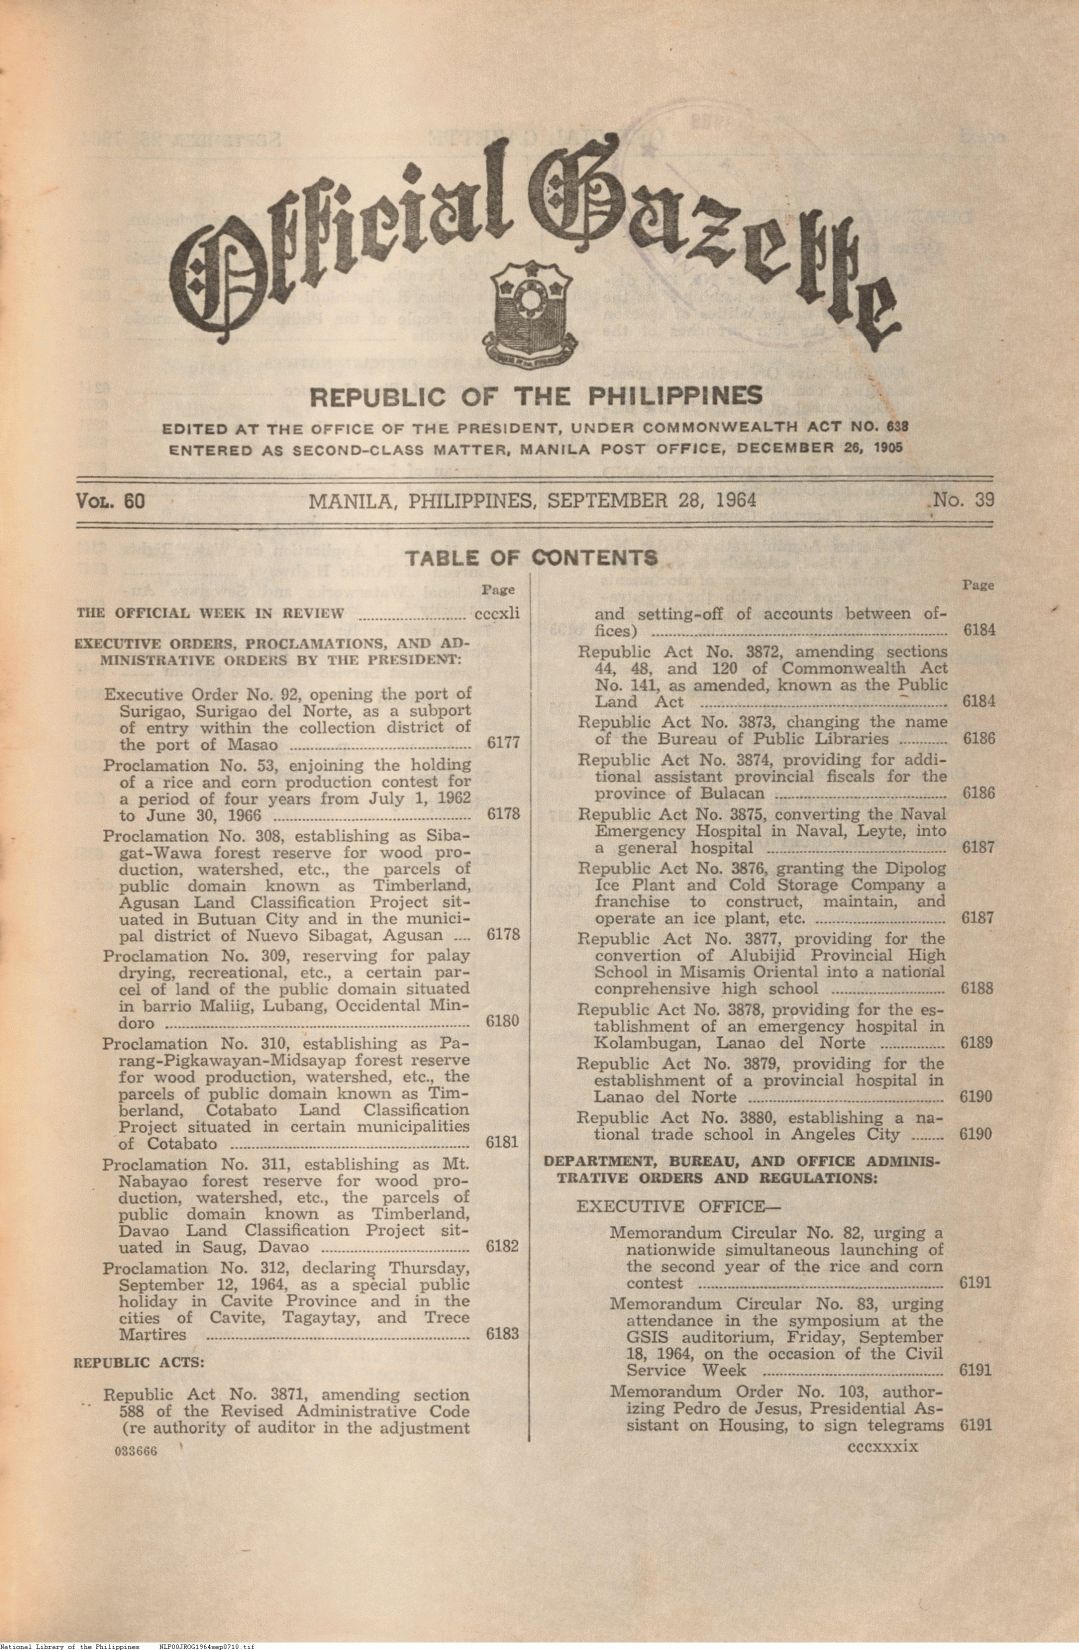 Official Gazette
REPUBLIC OF THE PHILIPPINES
EDITED AT THE OFFICE OF THE PRESIDENT, UNDER COMMONWEALTH ACT NO. 638
ENTERED AS SECOND-CLASS MATTER, MANILA POST OFFICE, DECEMBER 26, 1905
VOL. 60 MANILA, PHILIPPINES, SEPTEMBER 28, 1964 No. 39
TABLE OF CONTENTS
Page
THE OFFICIAL WEEK IN REVIEW ........................ cccxli
EXECUTIVE ORDERS, PROCLAMATIONS, AND AD-
MINISTRATIVE ORDERS BY THE PRESIDENT:
Executive Order No. 92, opening the port of
Surigao, Surigao del Norte, as a subport
of entry within the collection district of
the port of Masao ........................ 6177
Proclamation No. 53, enjoining the holding
of a rice and corn production contest for
a period of four years from July 1, 1962
to June 30, 1966 ........................ 6178
Proclamation No. 308, establishing as Siba-
gat-Wawa forest reserve for wood pro-
duction, watershed, etc., the parcels of
public domain known as Timberland,
Agusan Land Classification Project sit-
uated in Butuan City and in the munici-
pal district of Nuevo Sibagat, Agusan .... 6178
Proclamation No. 309, reserving for palay
drying, recreational, etc., a certain par-
cel of land of the public domain situated
in barrio Maliig, Lubang, Occidental Min-
doro ........................ 6180
Proclamation No. 310, establishing as Pa-
rang-Pigkawayan-Midsayap forest reserve
for wood production, watershed, etc., the
parcels of public domain known as Tim-
berland, Cotabato Land Classification
Project situated in certain municipalities
of Cotabato ........................ 6181
Proclamation No. 311, establishing as Mt.
Nabayao forest reserve for wood pro-
duction, watershed, etc., the parcels of
public domain known as Timberland,
Davao Land Classification Project sit-
uated in Saug, Davao ........................ 6182
Proclamation No. 312, declaring Thursday,
September 12, 1964, as a special public
holiday in Cavite Province and in the
cities of Cavite, Tagaytay, and Trece
Martires ........................ 6183
REPUBLIC ACTS:
Republic Act No. 3871, amending section
588 of the Revised Administrative Code
(re authority of auditor in the adjustment
033666
Page
and setting-off of accounts between of-
fices) ........................ 6184
Republic Act No. 3872, amending sections
44, 48, and 120 of Commonwealth Act
No. 141, as amended, known as the Public
Land Act ........................ 6184
Republic Act No. 3873, changing the name
of the Bureau of Public Libraries ............ 6186
Republic Act No. 3874, providing for addi-
tional assistant provincial fiscals for the
province of Bulacan ........................ 6186
Republic Act No. 3875, converting the Naval
Emergency Hospital in Naval, Leyte, into
a general hospital ........................ 6187
Republic Act No. 3876, granting the Dipolog
Ice Plant and Cold Storage Company a
franchise to construct, maintain, and
operate an ice plant, etc. ........................ 6187
Republic Act No. 3877, providing for the
convertion of Alubijid Provincial High
School in Misamis Oriental into a national
conprehensive high school ........................ 6188
Republic Act No. 3878, providing for the es-
tablishment of an emergency hospital in
Kolambugan, Lanao del Norte ................ 6189
Republic Act No. 3879, providing for the
establishment of a provincial hospital in
Lanao del Norte ........................ 6190
Republic Act No. 3880, establishing a na-
tional trade school in Angeles City ........ 6190
DEPARTMENT, BUREAU, AND OFFICE ADMINIS-
TRATIVE ORDERS AND REGULATIONS:
EXECUTIVE OFFICE—
Memorandum Circular No. 82, urging a
nationwide simultaneous launching of
the second year of the rice and corn
contest ........................ 6191
Memorandum Circular No. 83, urging
attendance in the symposium at the
GSIS auditorium, Friday, September
18, 1964, on the occasion of the Civil
Service Week ........................ 6191
Memorandum Order No. 103, author-
izing Pedro de Jesus, Presidential As-
sistant on Housing, to sign telegrams 6191
cccxxxix
National Library of the Philippines NLP00JROG1964sep0710.tif